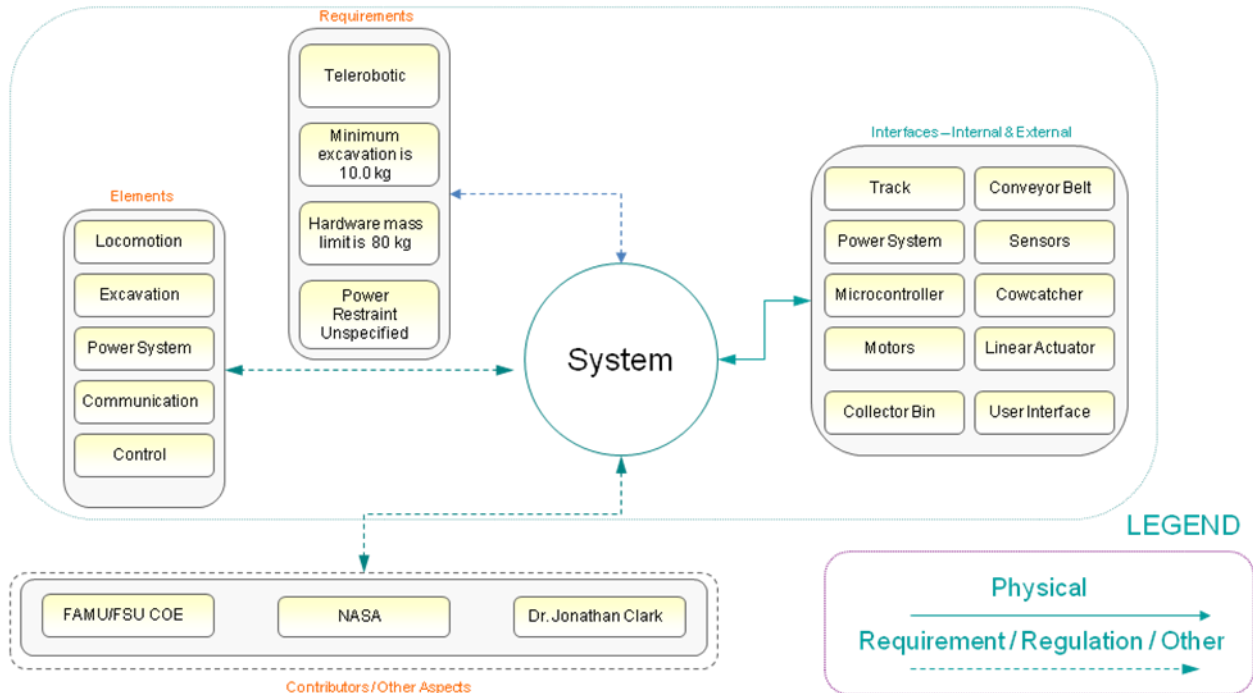 Requirements
Telerobotic
Minimum
excavation is
10.0 kg
Hardware mass
limit is 80 kg
Power
Restraint
Unspecified
Elements
Locomotion
Excavation
Power System
Communication
Control
System
Interfaces – Internal & External
Track
Conveyor Belt
Power System
Sensors
Microcontroller
Cowcatcher
Motors
Linear Actuator
Collector Bin
User Interface
FAMU/FSU COE
NASA
Dr. Jonathan Clark
Contributors / Other Aspects
LEGEND
Physical
Requirement / Regulation / Other